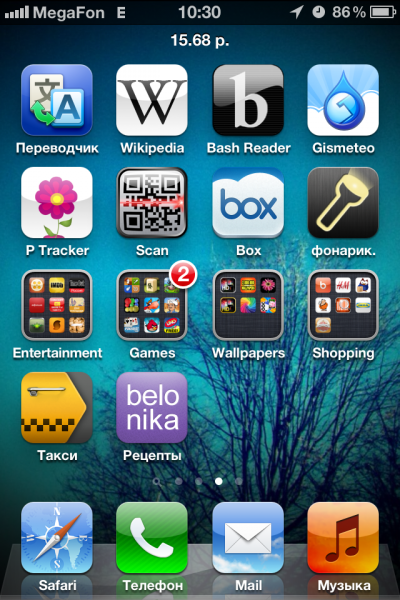 MegaFon E 10:30 86 %
15.68 р.
W b
Переводчик Wikipedia Bash Reader Gismeteo
box
P Tracker Scan Box фонарик.
2
Entertainment Games Wallpapers Shopping
belo
nika
Такси Рецепты
Safari Телефон Mail Музыка